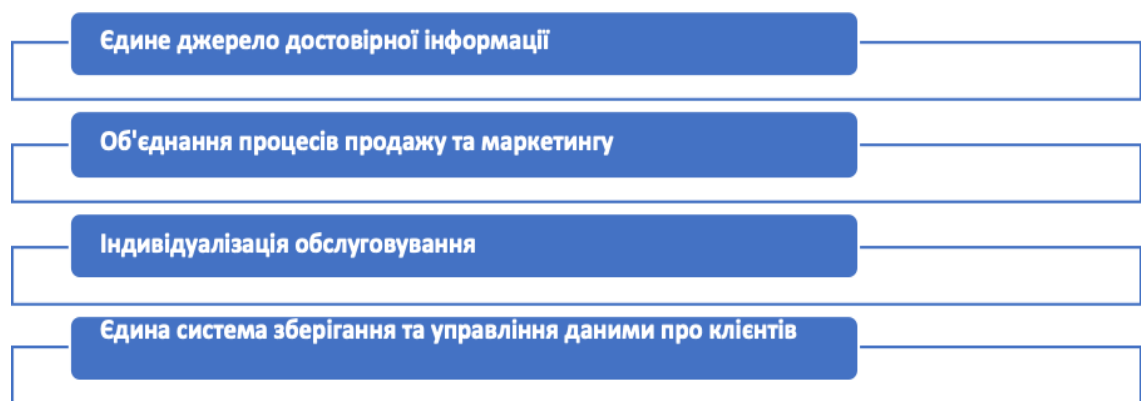 Єдине джерело достовірної інформації
Об'єднання процесів продажу та маркетингу
Індивідуалізація обслуговування
Єдина система зберігання та управління даними про клієнтів